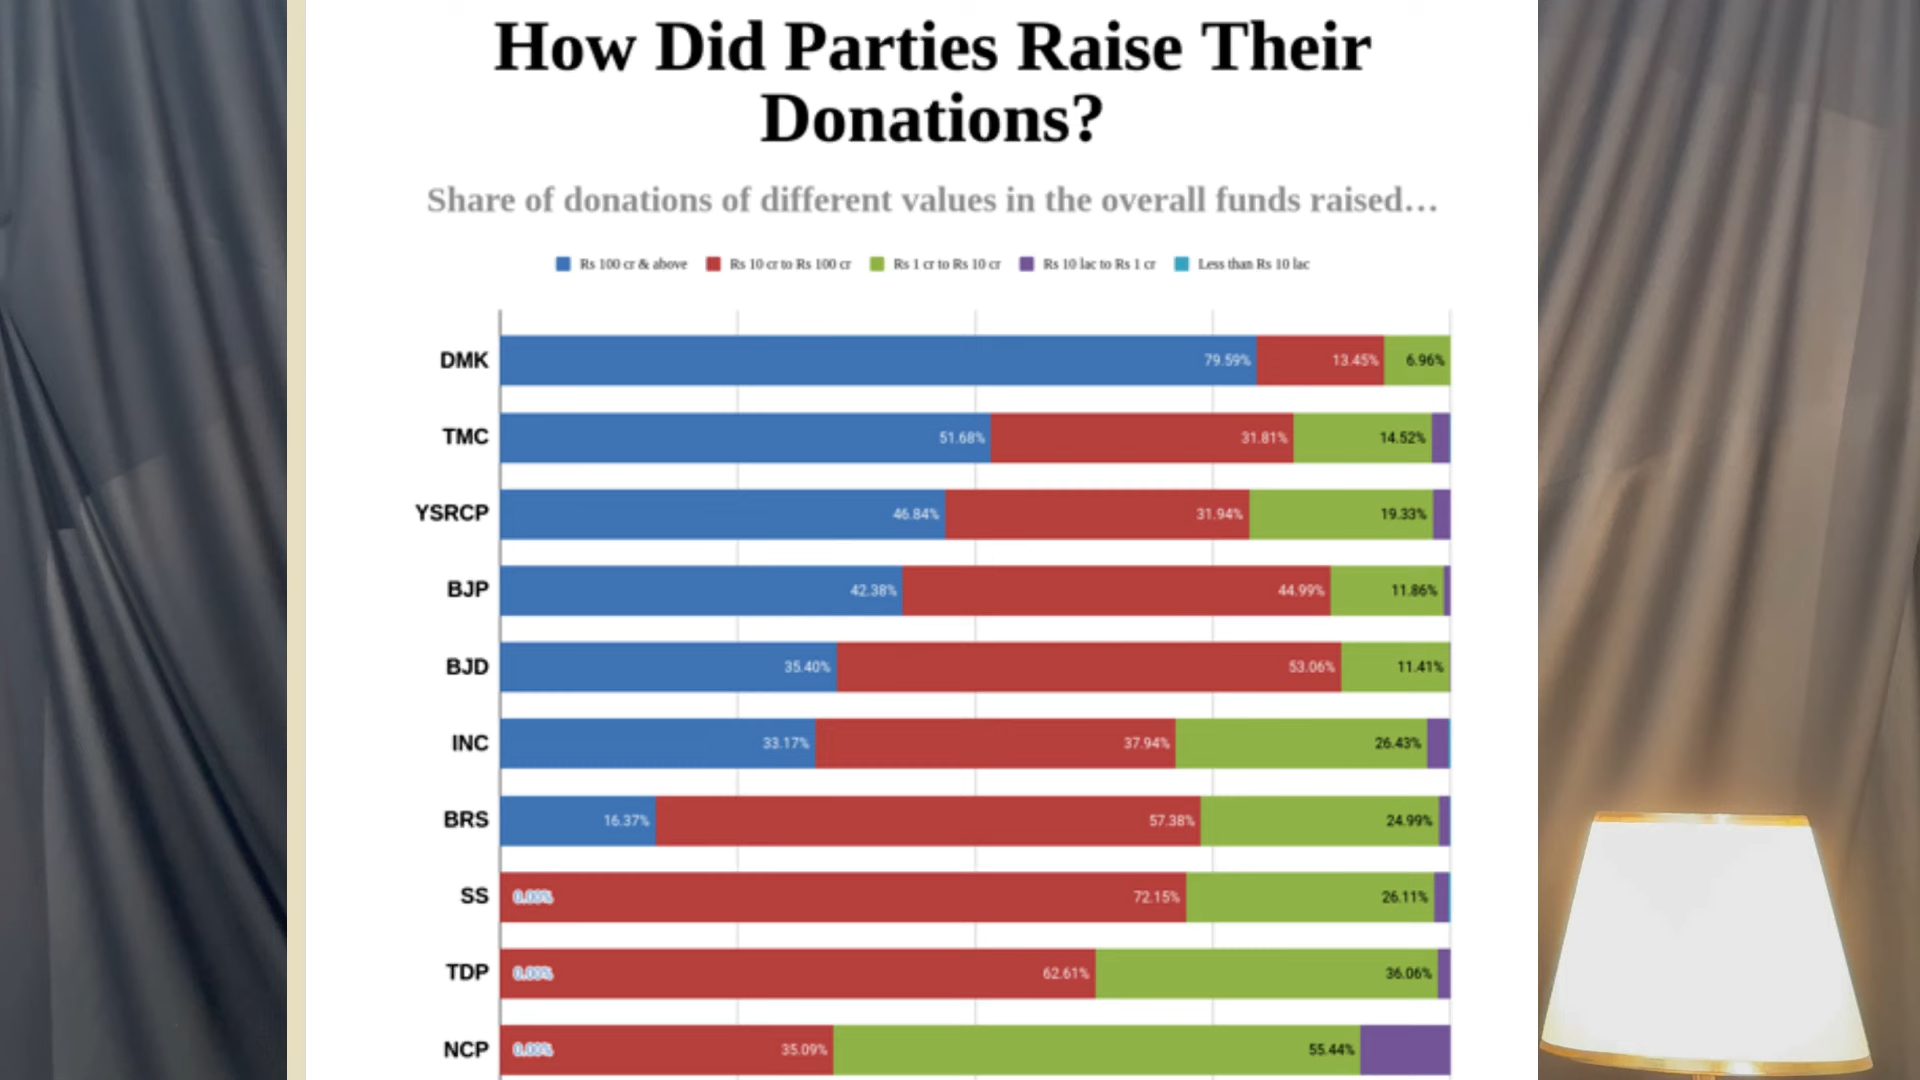 How Did Parties Raise Their
Donations?
Share of donations of different values in the overall funds raised...
Rs 100 cr & above Rs 10 cr to Rs 100 cr Rs 1 cr to Rs 10 cr Rs 10 lac to Rs 1 cr Less than Rs 10 lac
DMK 79.59% 13.45% 6.96%
TMC 51.68% 31.81% 14.52%
YSRCP 46.84% 31.94% 19.33%
BJP 42.38% 44.99% 11.86%
BJD 35.40% 53.06% 11.41%
INC 33.17% 37.94% 26.43%
BRS 16.37% 57.38% 24.99%
SS 0.00% 72.15% 26.11%
TDP 0.00% 62.61% 36.06%
NCP 0.00% 35.09% 55.44%